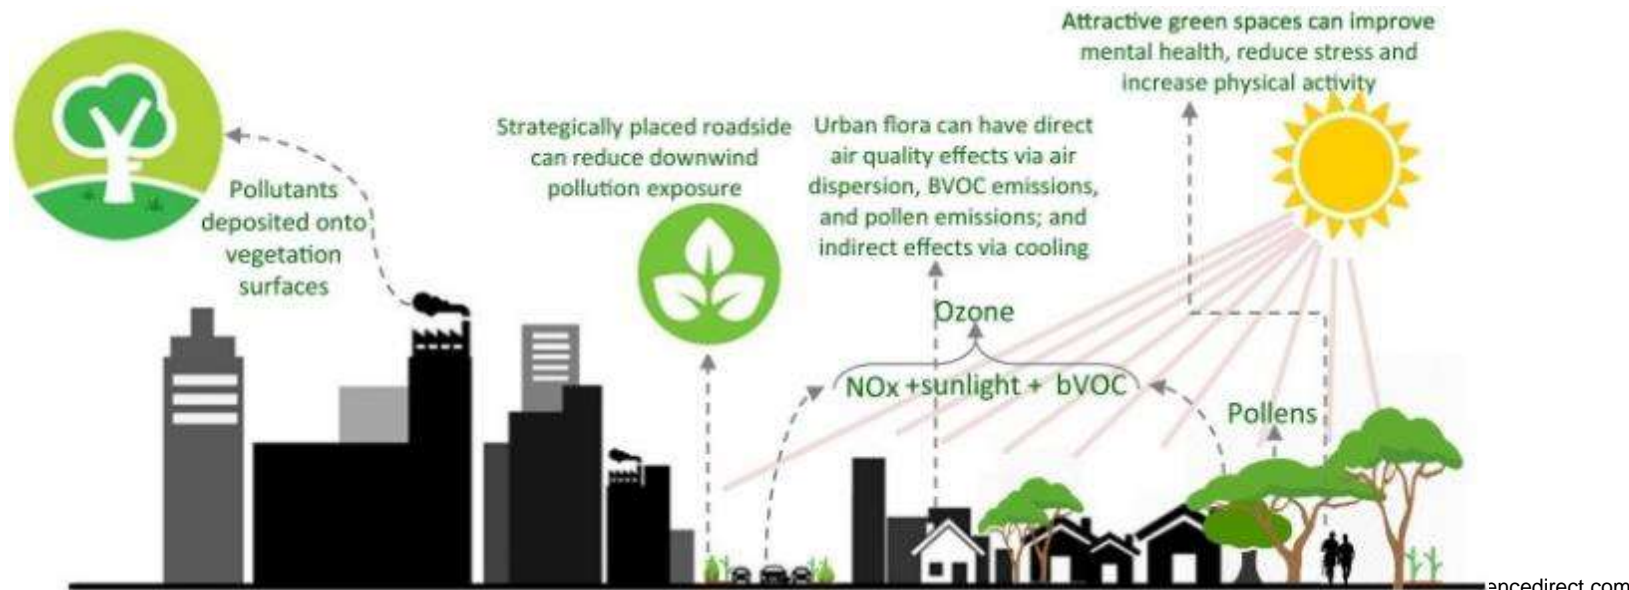 Attractive green spaces can improve
mental health, reduce stress and
increase physical activity
Strategically placed roadside
can reduce downwind
pollution exposure
Urban flora can have direct
air quality effects via air
dispersion, BVOC emissions,
and pollen emissions; and
indirect effects via cooling
Pollutants
deposited onto
vegetation
surfaces
Ozone
NOx +sunlight + bVOC
Pollens
encedirect.com